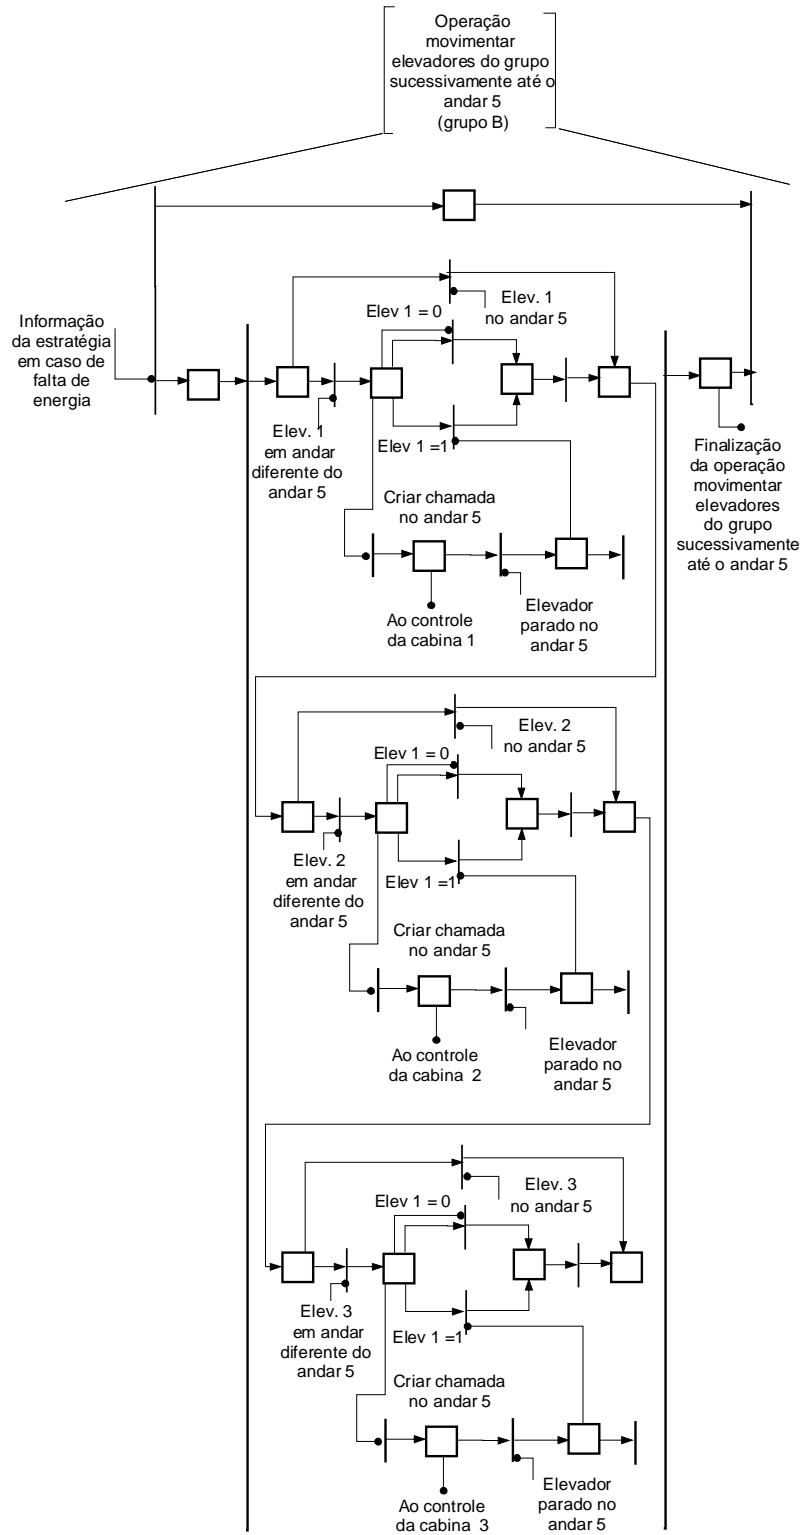 Operação
movimentar
elevadores do grupo
sucessivamente até o
andar 5
(grupo B)
Informação
da estratégia
em caso de
falta de
energia
Elev. 1
no andar 5
Elev 1 = 0
Elev. 1
em andar
diferente do
andar 5
Elev 1 =1
Criar chamada
no andar 5
Ao controle
da cabina 1
Elevador
parado no
andar 5
Finalização
da operação
movimentar
elevadores
do grupo
sucessivamente
até o andar 5
Elev. 2
no andar 5
Elev 1 = 0
Elev. 2
em andar
diferente do
andar 5
Elev 1 =1
Criar chamada
no andar 5
Ao controle
da cabina 2
Elevador
parado no
andar 5
Elev. 3
no andar 5
Elev 1 = 0
Elev. 3
em andar
diferente do
andar 5
Elev 1 =1
Criar chamada
no andar 5
Ao controle
da cabina 3
Elevador
parado no
andar 5